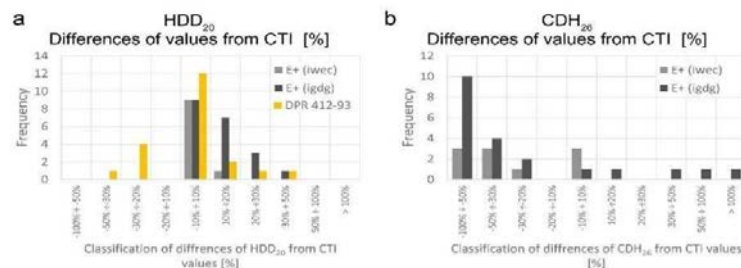 a
HDD₂₀
Differences of values from CTI [%]
14
12
10
8
6
4
2
0
Frequency
E+ (iwec)
E+ (igdg)
DPR 412-93
-100% ÷ -50%
-50% ÷-30%
-30% ÷-20%
-20% ÷-10%
-10% ÷ 10%
10% ÷20%
20% ÷30%
30% ÷ 50%
50% ÷ 100%
> 100%
Classification of diffrences of HDD₂₀ from CTI
values [%]
b
CDH₂₆
Differences of values from CTI [%]
12
10
8
6
4
2
0
Frequency
E+ (iwec)
E+ (igdg)
-100% ÷ -50%
-50% ÷-30%
-30% ÷-20%
-20% ÷-10%
-10% ÷ 10%
10% ÷20%
20% ÷30%
30% ÷ 50%
50% ÷ 100%
> 100%
Classification of diffrences of CDH₂₆ from CTI values
[%]